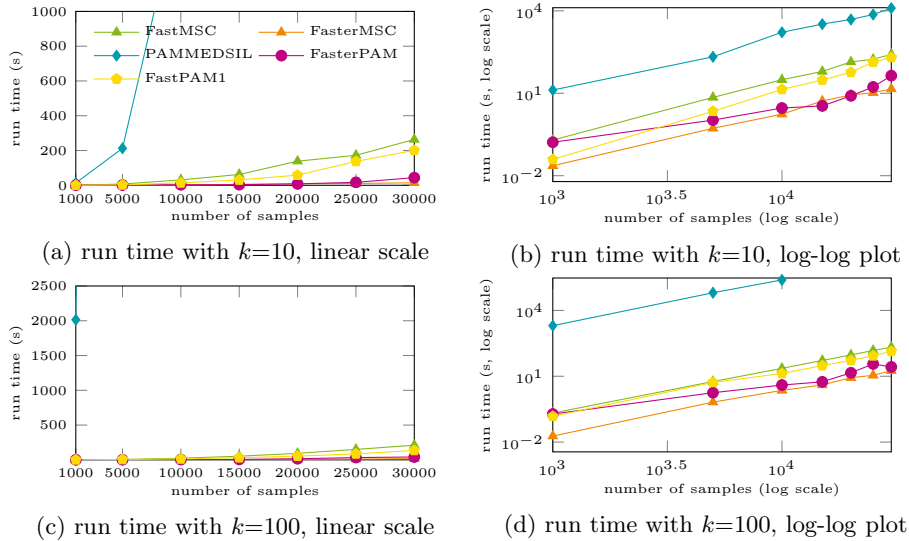 1000
800
600
400
200
0
run time (s)
FastMSC
FasterMSC
PAMMEDSIL
FasterPAM
FastPAM1
1000 5000 10000 15000 20000 25000 30000
number of samples
(a) run time with k=10, linear scale
10^4
10^1
10^−2
run time (s, log scale)
10^3 10^3.5 10^4
number of samples (log scale)
(b) run time with k=10, log-log plot
2500
2000
1500
1000
500
run time (s)
1000 5000 10000 15000 20000 25000 30000
number of samples
(c) run time with k=100, linear scale
10^4
10^1
10^−2
run time (s, log scale)
10^3 10^3.5 10^4
number of samples (log scale)
(d) run time with k=100, log-log plot